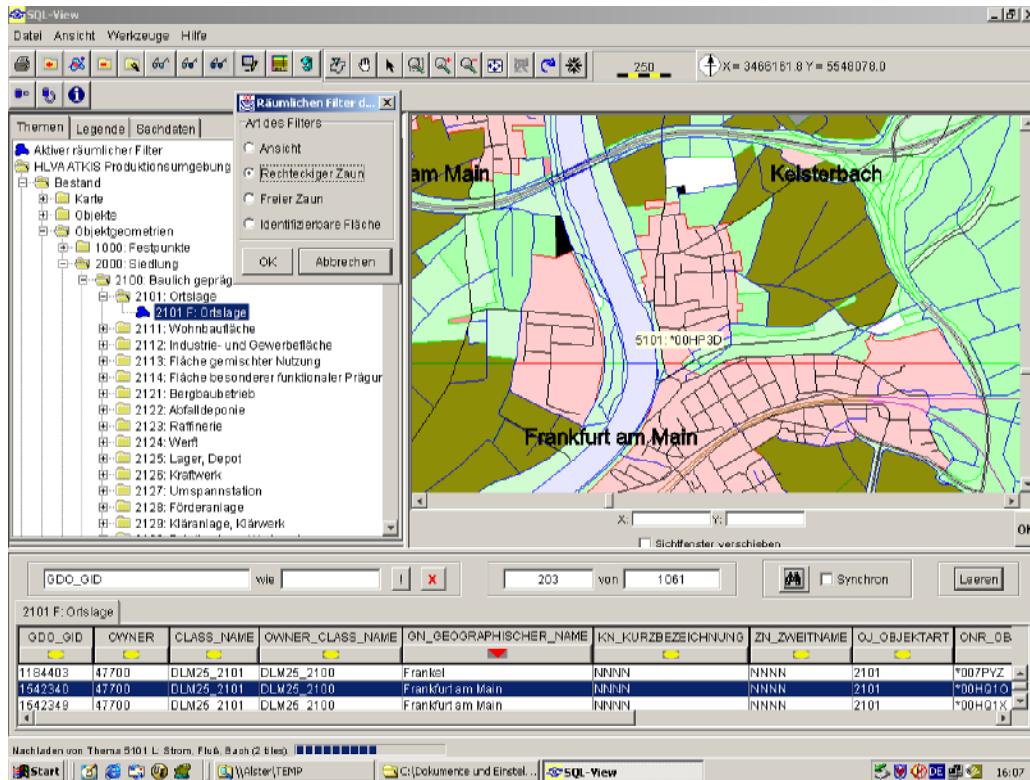 SQL-View
Datei Ansicht Werkzeuge Hilfe
250
X= 3466161.8 Y= 5548078.0
Räumlichen Filter d...
Art des Filters
Ansicht
Rechteckiger Zaun
Freier Zaun
Identifizierbare Fläche
OK Abbrechen
Themen Legende Sachdaten
Aktiver räumlicher Filter
HLVA ATKIS Produktionsumgebung
Bestand
Karte
Objekte
Objektgeometrien
1000: Festpunkte
2000: Siedlung
2100: Baulich gepräg
2101: Ortslage
2101 F: Ortslage
2111: Wohnbaufläche
2112: Industrie- und Gewerbefläche
2113: Fläche gemischter Nutzung
2114: Fläche besonderer funktionaler Prägur
2121: Bergbaubetrieb
2122: Abfalldeponie
2123: Raffinerie
2124: Werft
2125: Lager, Depot
2126: Kraftwerk
2127: Umspannstation
2128: Förderanlage
2129: Kläranlage, Klärwerk
am Main
Kelsterbach
5101: *00HP3D
Frankfurt am Main
X: Y:
OK
Sichtfenster verschieben
GDO_GID wie ! X 203 von 1061 Synchron Leeren
2101 F: Ortslage
GDO_GID OWNER CLASS_NAME OWNER_CLASS_NAME GN_GEOGRAPHISCHER_NAME KN_KURZBEZEICHNUNG ZN_ZWEITNAME OJ_OBJEKTART ONR_OB
1184403 47700 DLM25_2101 DLM25_2100 Frankel NNNN NNNN 2101 *007PYZ
1542340 47700 DLM25_2101 DLM25_2100 Frankfurt am Main NNNN NNNN 2101 *00HQ1O
1542349 47700 DLM25_2101 DLM25_2100 Frankfurt am Main NNNN NNNN 2101 *00HQ1X
Nachladen von Thema 5101 L: Strom, Fluß, Bach (2 tiles)
Start \\Alster\TEMP C:\Dokumente und Einstel... SQL-View DE 16:07